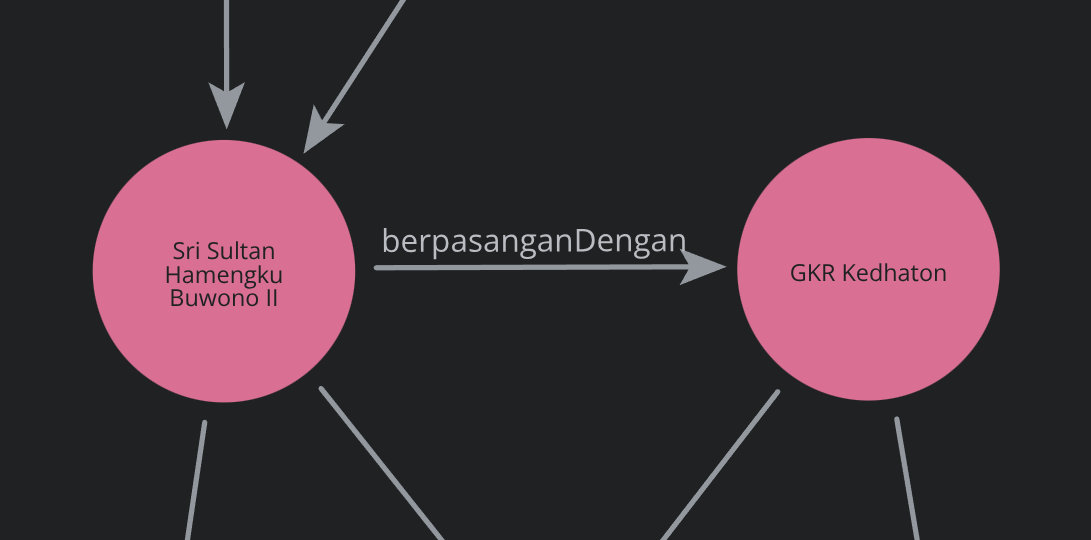 berpasanganDengan
Sri Sultan
Hamengku
Buwono II
GKR Kedhaton